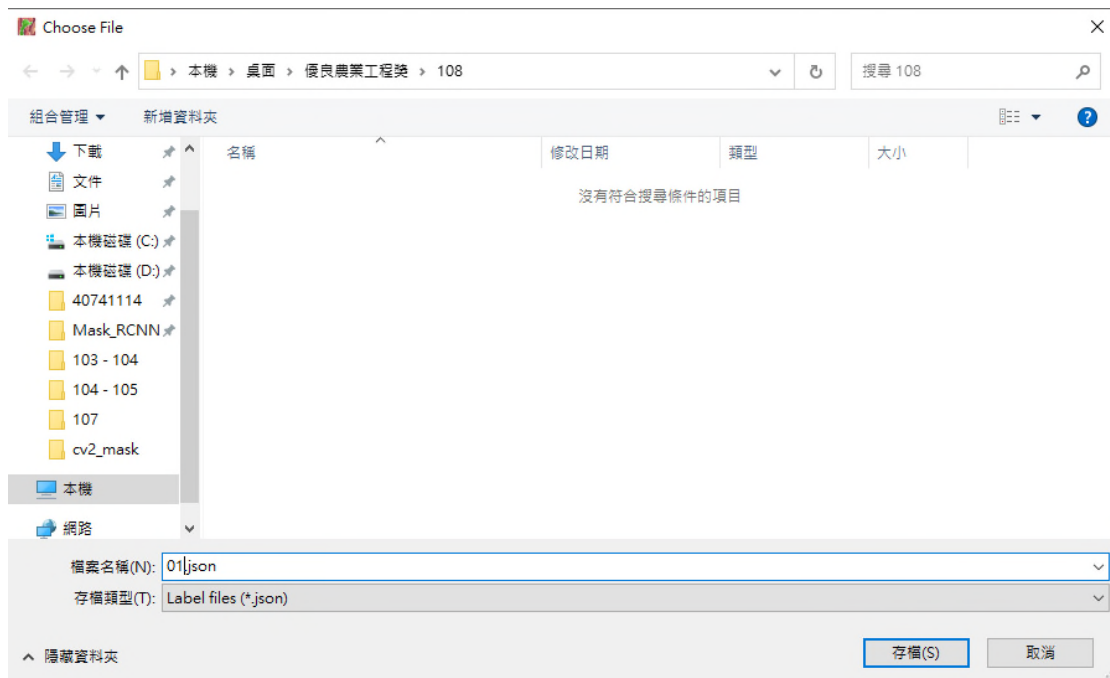 Choose File
本機 › 桌面 › 優良農業工程獎 › 108
搜尋 108
組合管理
新增資料夾
名稱 修改日期 類型 大小
沒有符合搜尋條件的項目
下載
文件
圖片
本機磁碟 (C:)
本機磁碟 (D:)
40741114
Mask_RCNN
103 - 104
104 - 105
107
cv2_mask
本機
網路
檔案名稱(N): 01.json
存檔類型(T): Label files (*.json)
隱藏資料夾
存檔(S)
取消